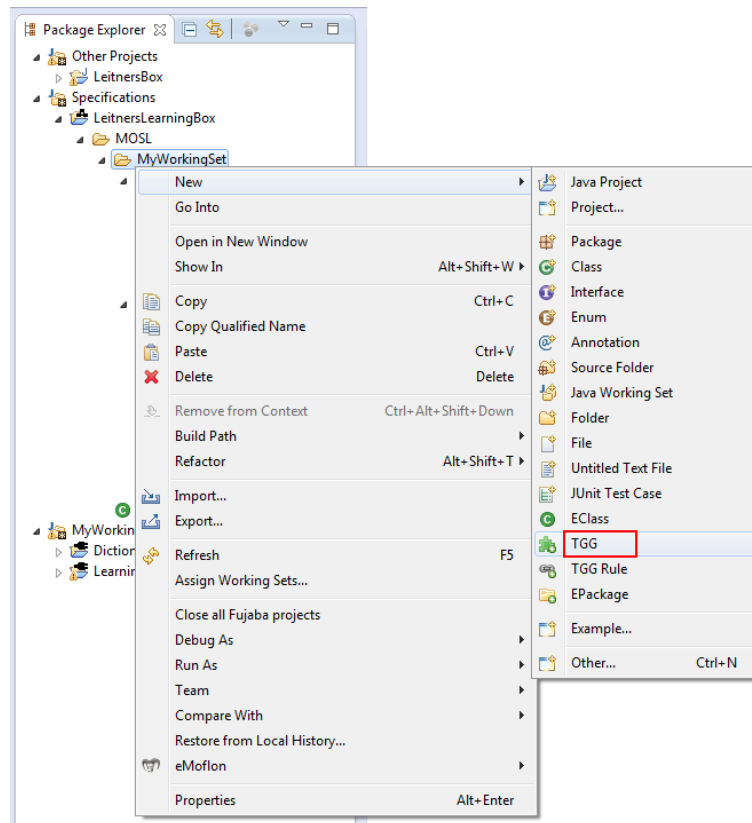 Package Explorer
Other Projects
LeitnersBox
Specifications
LeitnersLearningBox
MOSL
MyWorkingSet
New
Go Into
Open in New Window
Show In Alt+Shift+W
Copy Ctrl+C
Copy Qualified Name
Paste Ctrl+V
Delete Delete
Remove from Context Ctrl+Alt+Shift+Down
Build Path
Refactor Alt+Shift+T
Import...
Export...
Refresh F5
Assign Working Sets...
Close all Fujaba projects
Debug As
Run As
Team
Compare With
Restore from Local History...
eMoflon
Properties Alt+Enter
MyWorkin
Diction
Learnin
Java Project
Project...
Package
Class
Interface
Enum
Annotation
Source Folder
Java Working Set
Folder
File
Untitled Text File
JUnit Test Case
EClass
TGG
TGG Rule
EPackage
Example...
Other... Ctrl+N